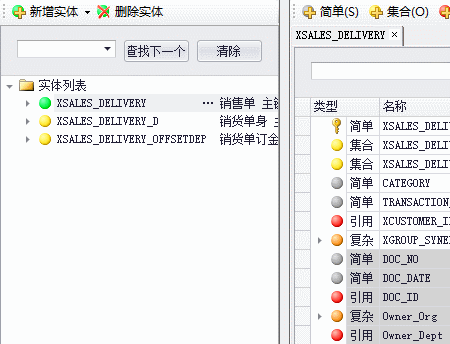 新增实体 删除实体
查找下一个 清除
实体列表
XSALES_DELIVERY ··· 销售单
XSALES_DELIVERY_D 销货单身
XSALES_DELIVERY_OFFSETDEP 销货单订金
简单(S) 集合(O)
XSALES_DELIVERY ×
类型 名称
简单 XSALES_DELI
集合 XSALES_DELI
集合 XSALES_DELI
简单 CATEGORY
简单 TRANSACTION_
引用 XCUSTOMER_I
复杂 XGROUP_SYNE
简单 DOC_NO
简单 DOC_DATE
引用 DOC_ID
复杂 Owner_Org
引用 Owner_Dept